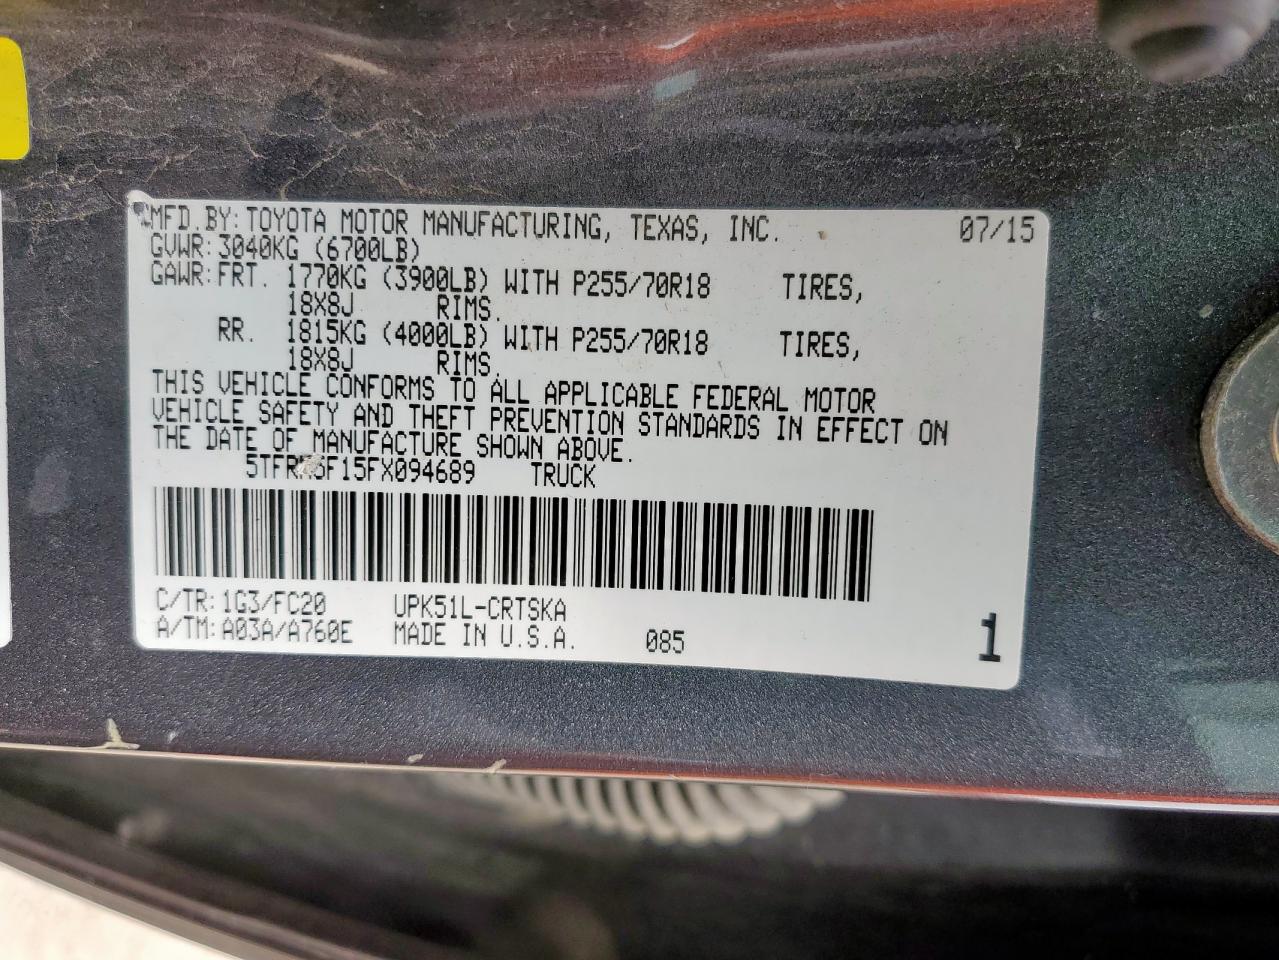 MFD. BY: TOYOTA MOTOR MANUFACTURING, TEXAS, INC. 07/15
GVWR: 3040KG (6700LB)
GAWR: FRT. 1770KG (3900LB) WITH P255/70R18 TIRES,
18X8J RIMS.
RR. 1815KG (4000LB) WITH P255/70R18 TIRES,
18X8J RIMS.
THIS VEHICLE CONFORMS TO ALL APPLICABLE FEDERAL MOTOR
VEHICLE SAFETY AND THEFT PREVENTION STANDARDS IN EFFECT ON
THE DATE OF MANUFACTURE SHOWN ABOVE.
TRUCK
C/TR: 1G3/FC20 UPK51L-CRTSKA
A/TM: A03A/A760E MADE IN U.S.A. 085
1